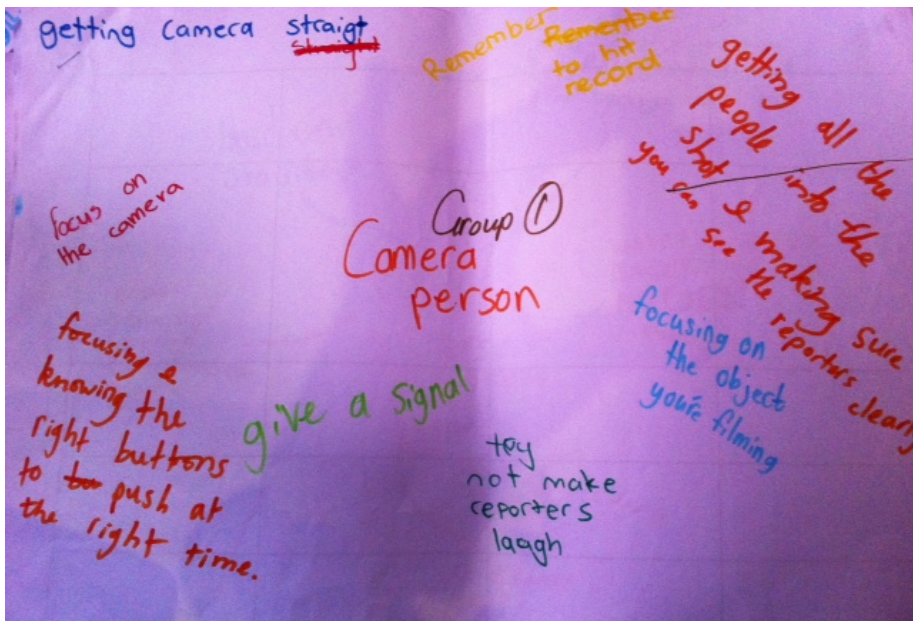 getting camera straigt
straight
Remember
Remember
to hit
record
getting all the
people into the
shot & making sure
you can see the reporters clearly
focus on
the camera
Group 1
Camera
person
focusing on
the object
you're filming
focusing &
knowing the
right buttons
to push at
the right time.
give a signal
try
not make
reporters
laugh